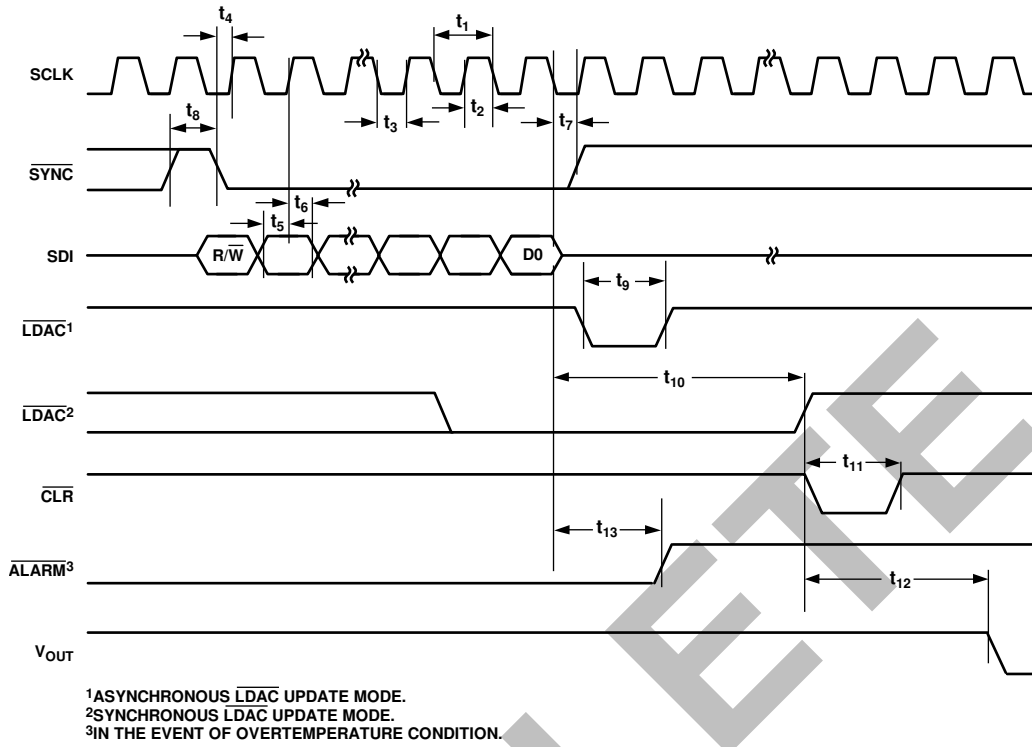 t4
t1
SCLK
t8
t3
t2
t7
SYNC
t6
t5
SDI
R/W
D0
t9
LDAC1
t10
LDAC2
t11
CLR
t13
ALARM3
t12
VOUT
1ASYNCHRONOUS LDAC UPDATE MODE.
2SYNCHRONOUS LDAC UPDATE MODE.
3IN THE EVENT OF OVERTEMPERATURE CONDITION.
ETE